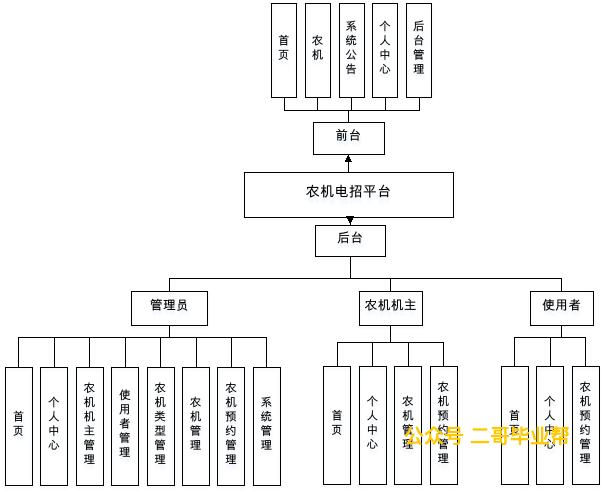 首页
农机
系统公告
个人中心
后台管理
前台
农机电招平台
后台
管理员
农机机主
使用者
首页
个人中心
农机机主管理
使用者管理
农机类型管理
农机管理
农机预约管理
系统管理
首页
个人中心
农机管理
农机预约管理
首页
个人中心
农机预约管理
公众号 二哥毕业帮